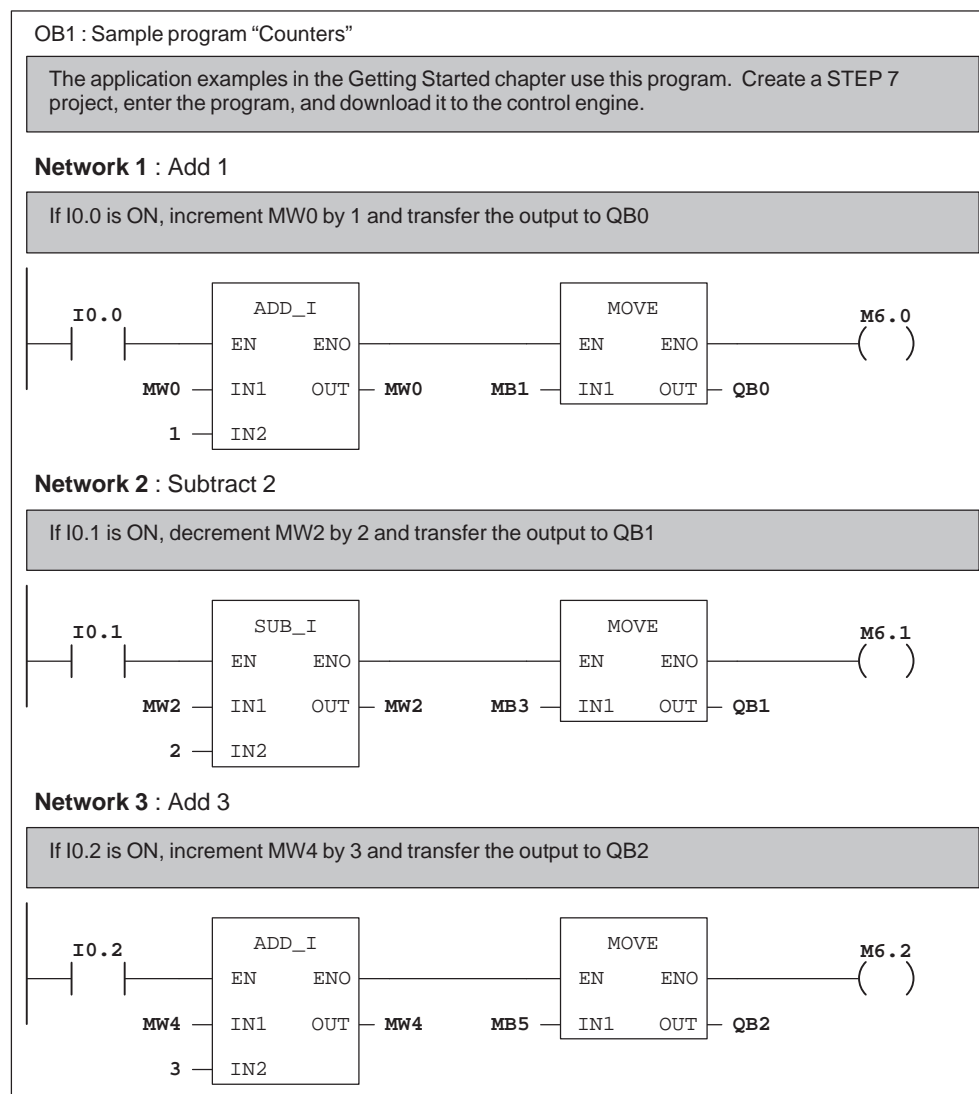 OB1 : Sample program “Counters”
The application examples in the Getting Started chapter use this program. Create a STEP 7
project, enter the program, and download it to the control engine.
Network 1 : Add 1
If I0.0 is ON, increment MW0 by 1 and transfer the output to QB0
I0.0 ADD_I MOVE M6.0
EN ENO EN ENO
MW0 IN1 OUT MW0 MB1 IN1 OUT QB0
1 IN2
Network 2 : Subtract 2
If I0.1 is ON, decrement MW2 by 2 and transfer the output to QB1
I0.1 SUB_I MOVE M6.1
EN ENO EN ENO
MW2 IN1 OUT MW2 MB3 IN1 OUT QB1
2 IN2
Network 3 : Add 3
If I0.2 is ON, increment MW4 by 3 and transfer the output to QB2
I0.2 ADD_I MOVE M6.2
EN ENO EN ENO
MW4 IN1 OUT MW4 MB5 IN1 OUT QB2
3 IN2